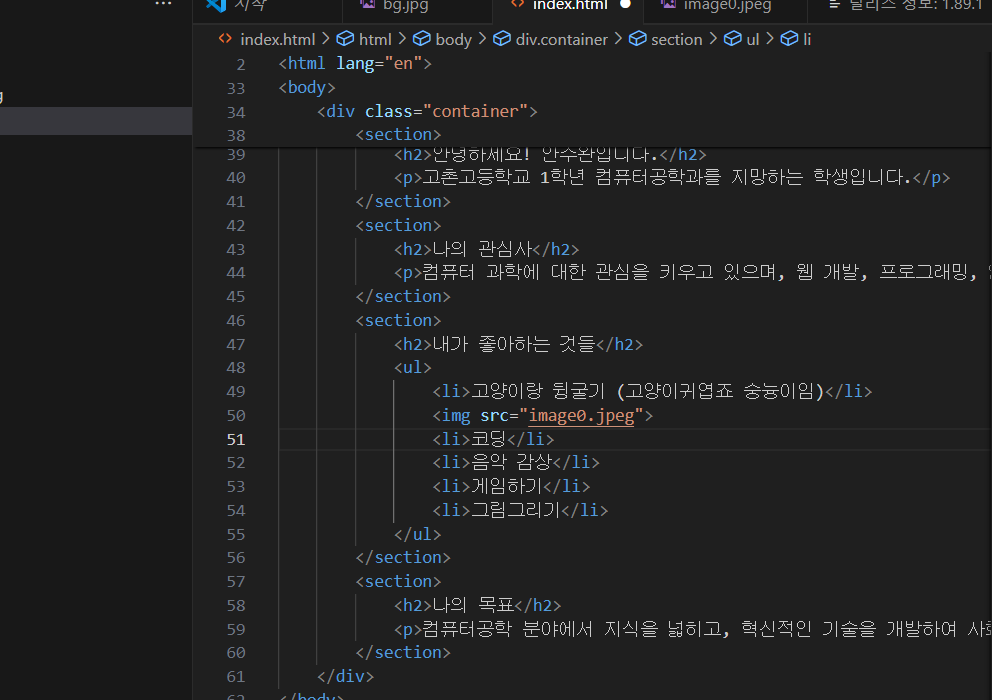 시작
bg.jpg
index.html
image0.jpeg
릴리스 정보: 1.89.1
index.html > html > body > div.container > section > ul > li
2 <html lang="en">
33 <body>
34 <div class="container">
38 <section>
39 <h2>안녕하세요! 안수완입니다.</h2>
40 <p>고촌고등학교 1학년 컴퓨터공학과를 지망하는 학생입니다.</p>
41 </section>
42 <section>
43 <h2>나의 관심사</h2>
44 <p>컴퓨터 과학에 대한 관심을 키우고 있으며, 웹 개발, 프로그래밍,
45 </section>
46 <section>
47 <h2>내가 좋아하는 것들</h2>
48 <ul>
49 <li>고양이랑 뒹굴기 (고양이귀엽죠 숭늉이임)</li>
50 <img src="image0.jpeg">
51 <li>코딩</li>
52 <li>음악 감상</li>
53 <li>게임하기</li>
54 <li>그림그리기</li>
55 </ul>
56 </section>
57 <section>
58 <h2>나의 목표</h2>
59 <p>컴퓨터공학 분야에서 지식을 넓히고, 혁신적인 기술을 개발하여
60 </section>
61 </div>
62 </body>